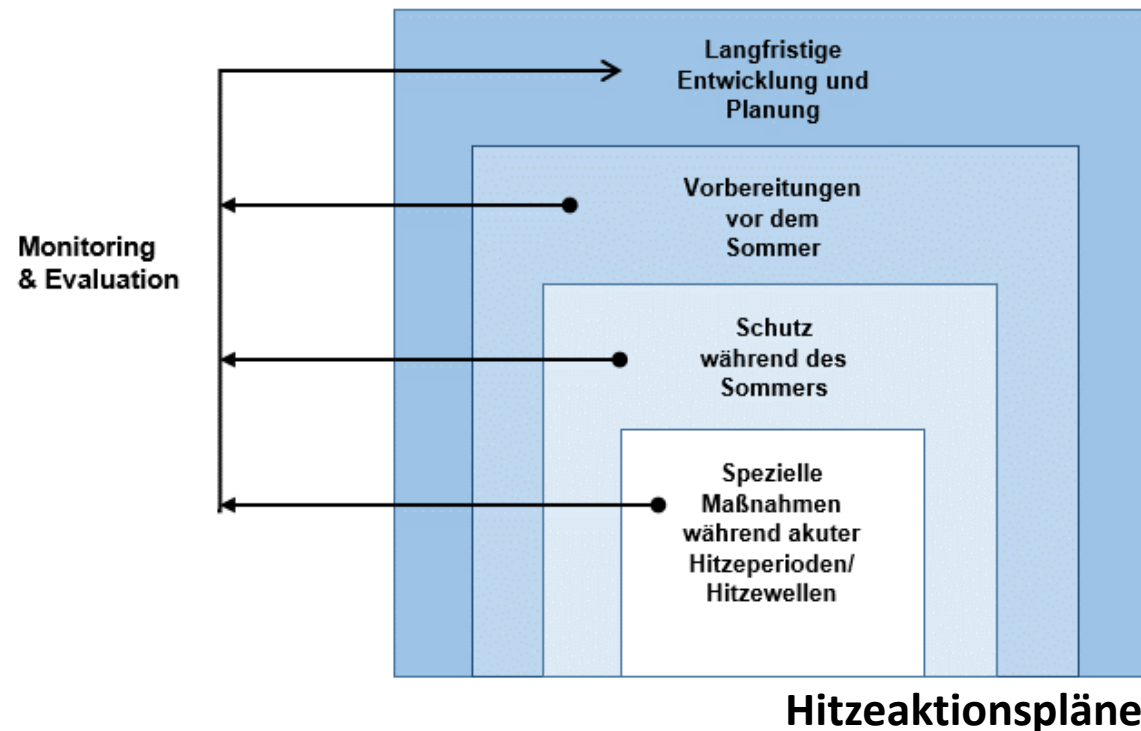 Langfristige
Entwicklung und
Planung
Vorbereitungen
vor dem
Sommer
Monitoring
& Evaluation
Schutz
während des
Sommers
Spezielle
Maßnahmen
während akuter
Hitzeperioden/
Hitzewellen
Hitzeaktionspläne